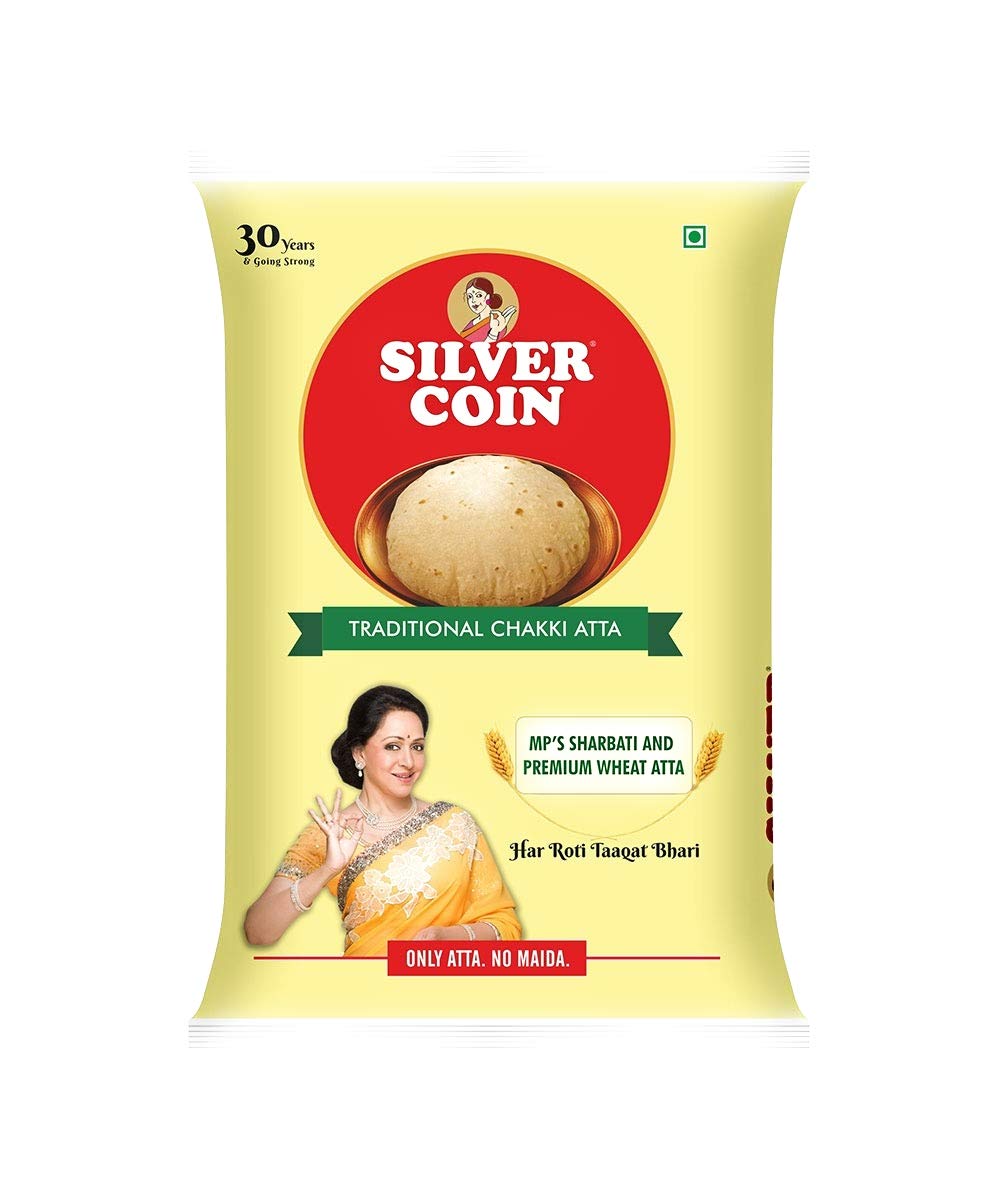 30 Years
& Going Strong
SILVER®
COIN
TRADITIONAL CHAKKI ATTA
MP'S SHARBATI AND
PREMIUM WHEAT ATTA
Har Roti Taaqat Bhari
ONLY ATTA. NO MAIDA.